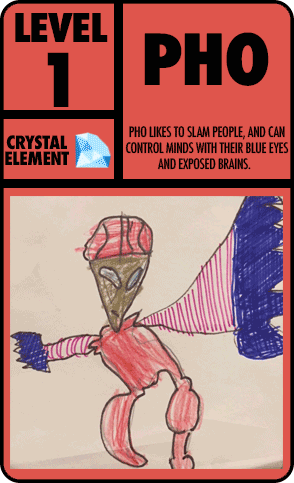 LEVEL
1
PHO
CRYSTAL
ELEMENT
PHO LIKES TO SLAM PEOPLE, AND CAN
CONTROL MINDS WITH THEIR BLUE EYES
AND EXPOSED BRAINS.